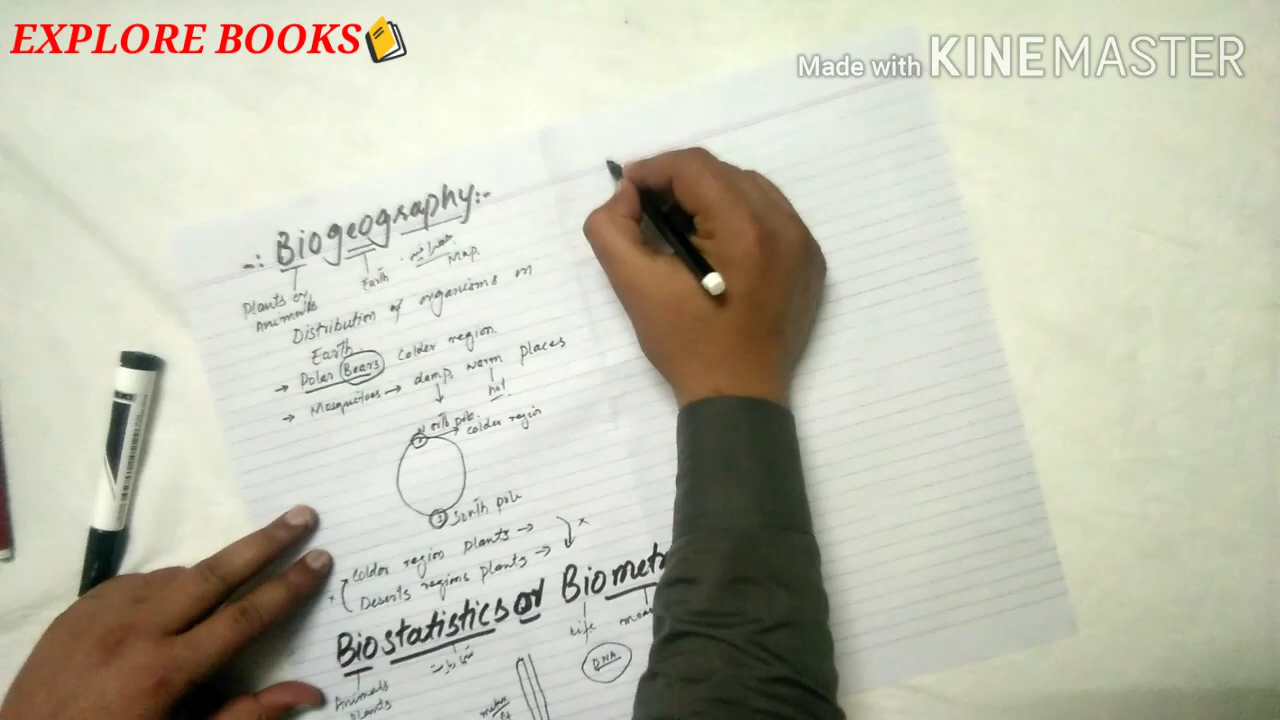 EXPLORE BOOKS
Made with KINEMASTER
-: Biogeography:-
Plants or
Animals
Earth
Map.
Distribution of organisms on
Earth.
→ Polar Bears colder region.
→ Mosquitoes → damp, warm places
hot
North pole.
colder region
South pole
Colder region plants →
Deserts regions plants →
x
Biostatistics or Biometr
Life
DNA
Animals
plants
metre